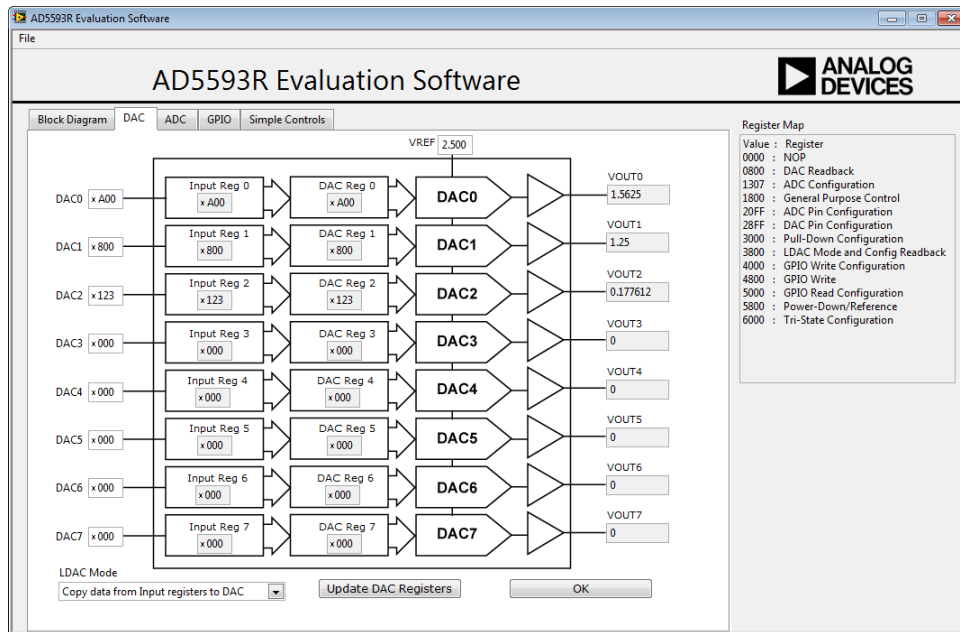 AD5593R Evaluation Software
File
AD5593R Evaluation Software
ANALOG
DEVICES
Block Diagram DAC ADC GPIO Simple Controls
VREF 2.500
DAC0 x A00 Input Reg 0 x A00 DAC Reg 0 x A00 DAC0 VOUT0 1.5625
DAC1 x 800 Input Reg 1 x 800 DAC Reg 1 x 800 DAC1 VOUT1 1.25
DAC2 x 123 Input Reg 2 x 123 DAC Reg 2 x 123 DAC2 VOUT2 0.177612
DAC3 x 000 Input Reg 3 x 000 DAC Reg 3 x 000 DAC3 VOUT3 0
DAC4 x 000 Input Reg 4 x 000 DAC Reg 4 x 000 DAC4 VOUT4 0
DAC5 x 000 Input Reg 5 x 000 DAC Reg 5 x 000 DAC5 VOUT5 0
DAC6 x 000 Input Reg 6 x 000 DAC Reg 6 x 000 DAC6 VOUT6 0
DAC7 x 000 Input Reg 7 x 000 DAC Reg 7 x 000 DAC7 VOUT7 0
LDAC Mode
Copy data from Input registers to DAC Update DAC Registers OK
Register Map
Value : Register
0000 : NOP
0800 : DAC Readback
1307 : ADC Configuration
1800 : General Purpose Control
20FF : ADC Pin Configuration
28FF : DAC Pin Configuration
3000 : Pull-Down Configuration
3800 : LDAC Mode and Config Readback
4000 : GPIO Write Configuration
4800 : GPIO Write
5000 : GPIO Read Configuration
5800 : Power-Down/Reference
6000 : Tri-State Configuration